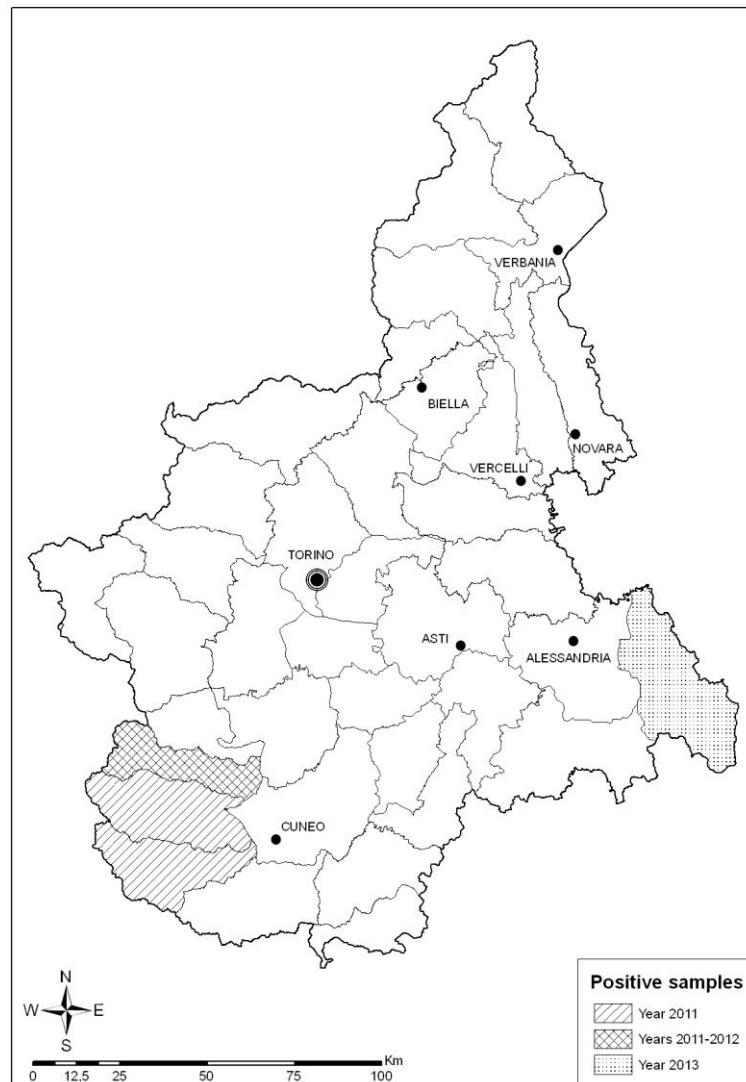 VERBANIA
BIELLA
NOVARA
VERCELLI
TORINO
ASTI
ALESSANDRIA
CUNEO
N
W E
S
Km
0 12,5 25 50 75 100
Positive samples
Year 2011
Years 2011-2012
Year 2013